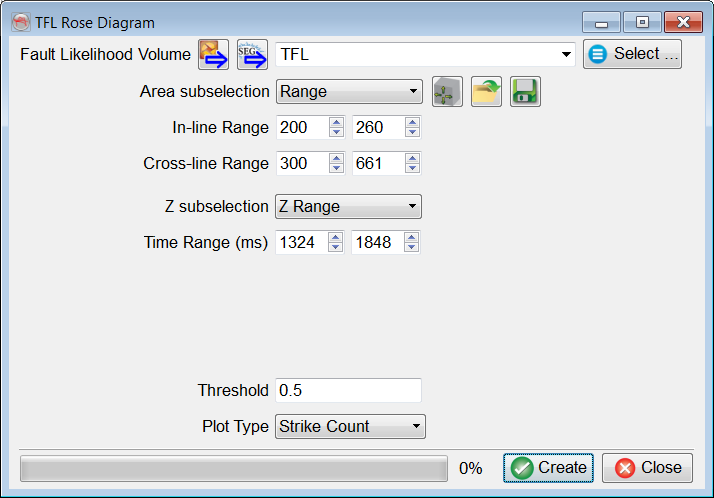 TFL Rose Diagram
Fault Likelihood Volume SEG TFL Select ...
Area subselection Range
In-line Range 200 260
Cross-line Range 300 661
Z subselection Z Range
Time Range (ms) 1324 1848
Threshold 0.5
Plot Type Strike Count
0% Create Close